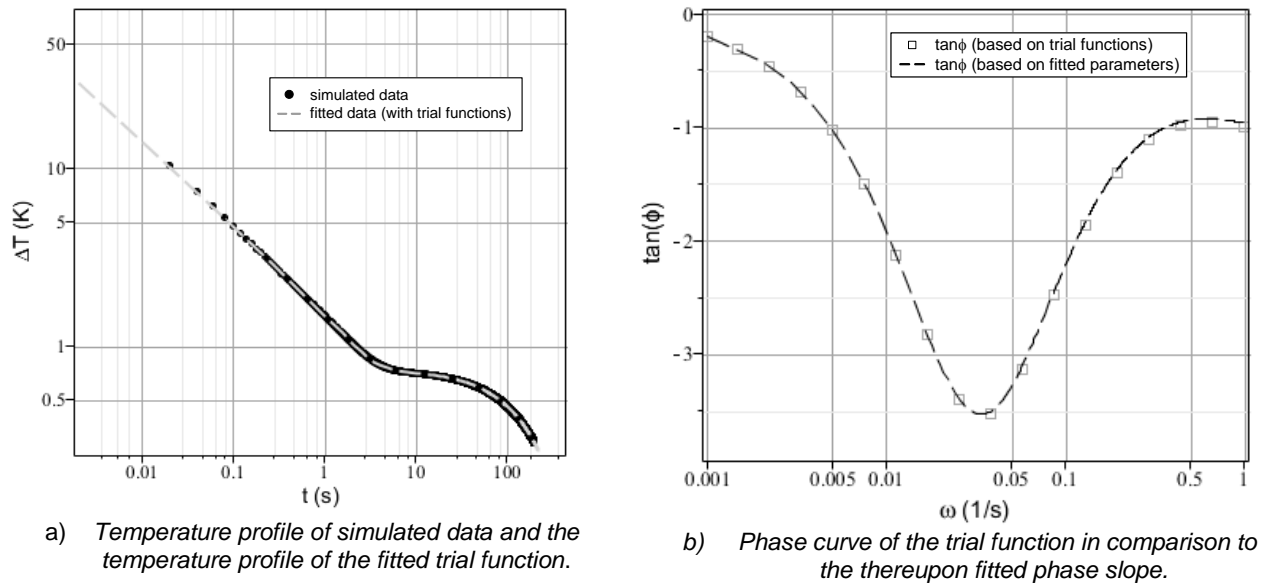 50
10
5
1
0.5
ΔT (K)
simulated data
fitted data (with trial functions)
0.01 0.1 1 10 100
t (s)
a) Temperature profile of simulated data and the
temperature profile of the fitted trial function.
-0
-1
-2
-3
tan(ϕ)
tanϕ (based on trial functions)
tanϕ (based on fitted parameters)
0.001 0.005 0.01 0.05 0.1 0.5 1
ω (1/s)
b) Phase curve of the trial function in comparison to
the thereupon fitted phase slope.